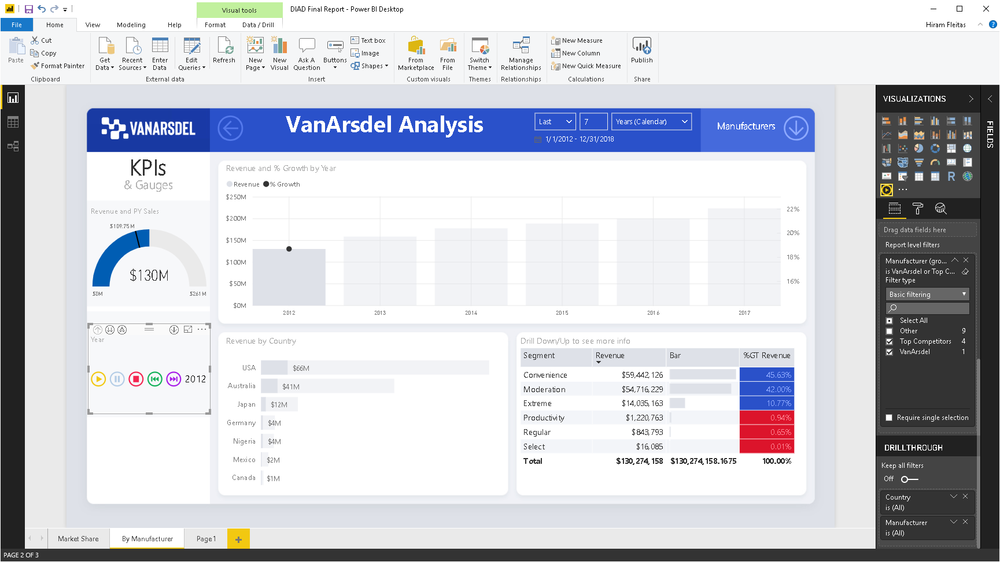 Visual tools
DIAD Final Report - Power BI Desktop
File
Home
View
Modeling
Help
Format
Data / Drill
Hiram Fleitas
Paste
Cut
Copy
Format Painter
Clipboard
Get Data
Recent Sources
Enter Data
Edit Queries
Refresh
External data
New Page
New Visual
Ask A Question
Buttons
Text box
Image
Shapes
Insert
From Marketplace
From File
Custom visuals
Switch Theme
Themes
Manage Relationships
Relationships
New Measure
New Column
New Quick Measure
Calculations
Publish
Share
VANARSDEL
VanArsdel Analysis
Last
7
Years (Calendar)
1/1/2012 - 12/31/2018
Manufacturers
KPIs
& Gauges
Revenue and PY Sales
$109.75M
$130M
$0M
$261M
Year
2012
Revenue and % Growth by Year
Revenue
% Growth
$250M
$200M
$150M
$100M
$50M
$0M
22%
20%
18%
16%
2012
2013
2014
2015
2016
2017
Revenue by Country
USA $66M
Australia $41M
Japan $12M
Germany $4M
Nigeria $4M
Mexico $2M
Canada $1M
Drill Down/Up to see more info
Segment Revenue Bar %GT Revenue
Convenience $59,442,126 45.63%
Moderation $54,716,229 42.00%
Extreme $14,035,163 10.77%
Productivity $1,220,763 0.94%
Regular $843,793 0.65%
Select $16,085 0.01%
Total $130,274,158 $130,274,158.1675 100.00%
VISUALIZATIONS
FIELDS
R
Drag data fields here
Report level filters
Manufacturer (gro...
is VanArsdel or Top C...
Filter type
Basic filtering
Select All
Other 9
Top Competitors 4
VanArsdel 1
Require single selection
DRILLTHROUGH
Keep all filters
Off
Country
is (All)
Manufacturer
is (All)
Market Share
By Manufacturer
Page 1
PAGE 2 OF 3